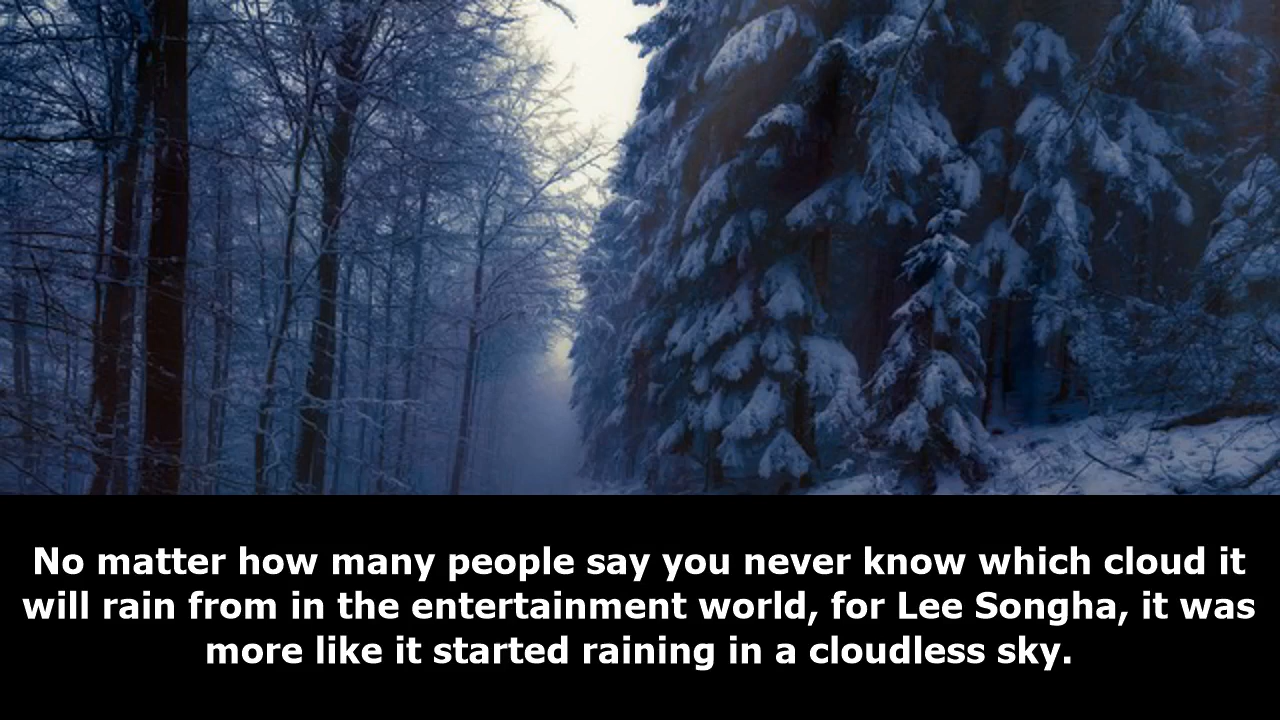 No matter how many people say you never know which cloud it
will rain from in the entertainment world, for Lee Songha, it was
more like it started raining in a cloudless sky.